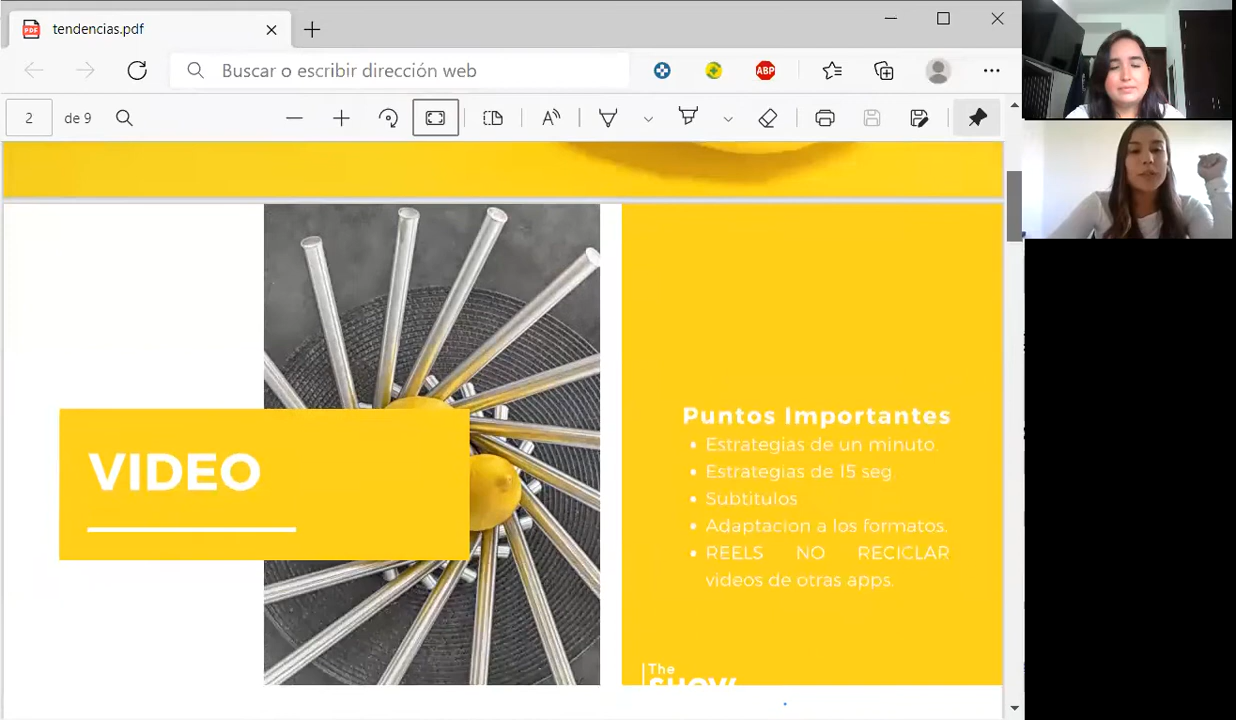 tendencias.pdf
Buscar o escribir dirección web
ABP
2 de 9
VIDEO
Puntos Importantes
Estrategias de un minuto.
Estrategias de 15 seg
Subtitulos
Adaptacion a los formatos.
REELS NO RECICLAR
videos de otras apps.
The
SHOW